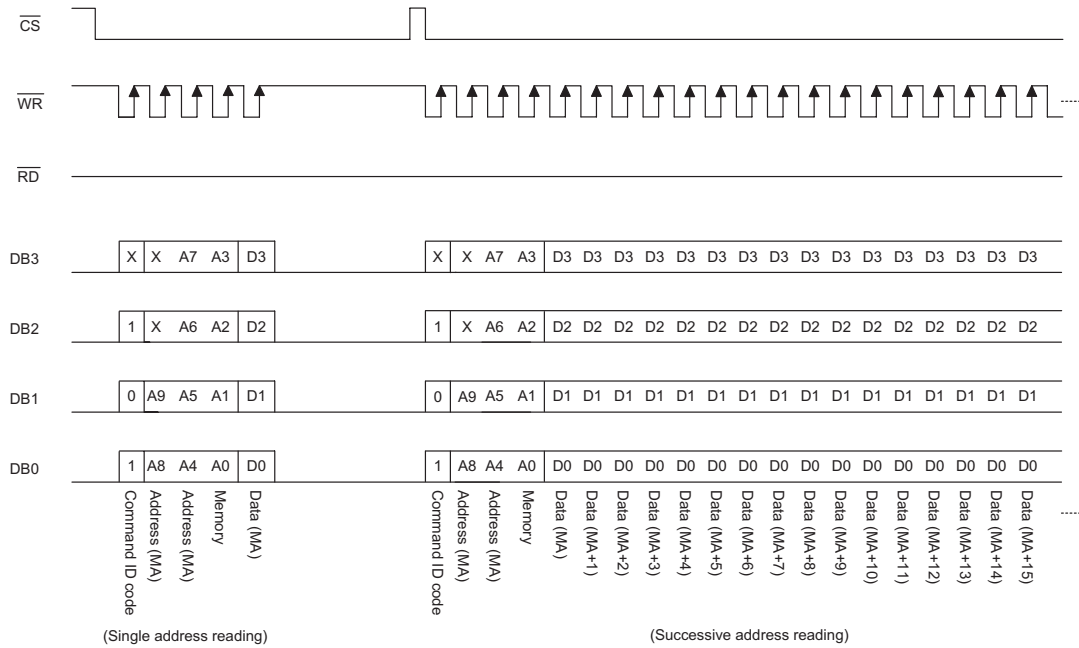 CS
WR
RD
DB3 X X A7 A3 D3 X X A7 A3 D3 D3 D3 D3 D3 D3 D3 D3 D3 D3 D3 D3 D3 D3 D3 D3
DB2 1 X A6 A2 D2 1 X A6 A2 D2 D2 D2 D2 D2 D2 D2 D2 D2 D2 D2 D2 D2 D2 D2 D2
DB1 0 A9 A5 A1 D1 0 A9 A5 A1 D1 D1 D1 D1 D1 D1 D1 D1 D1 D1 D1 D1 D1 D1 D1 D1
DB0 1 A8 A4 A0 D0 1 A8 A4 A0 D0 D0 D0 D0 D0 D0 D0 D0 D0 D0 D0 D0 D0 D0 D0 D0
Command ID code
Address (MA)
Address (MA)
Memory
Data (MA)
Command ID code
Address (MA)
Address (MA)
Memory
Data (MA)
Data (MA+1)
Data (MA+2)
Data (MA+3)
Data (MA+4)
Data (MA+5)
Data (MA+6)
Data (MA+7)
Data (MA+8)
Data (MA+9)
Data (MA+10)
Data (MA+11)
Data (MA+12)
Data (MA+13)
Data (MA+14)
Data (MA+15)
(Single address reading)
(Successive address reading)